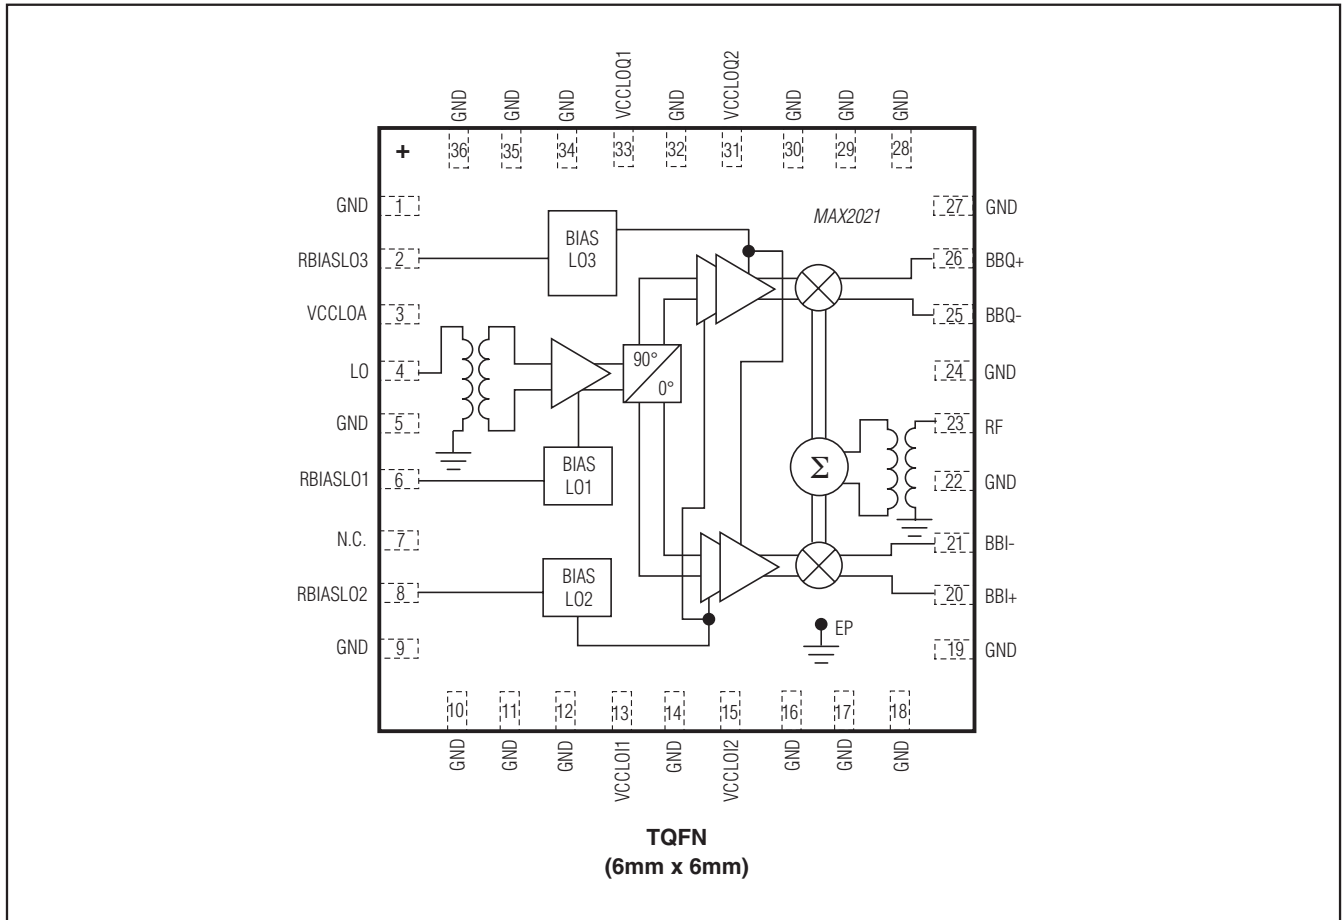 GND
GND
GND
VCCLOQ1
GND
VCCLOQ2
GND
GND
GND
+
36
35
34
33
32
31
30
29
28
GND
1
MAX2021
27
GND
RBIASLO3
2
BIAS
LO3
26
BBQ+
VCCLOA
3
25
BBQ-
LO
4
90°
0°
24
GND
GND
5
23
RF
RBIASLO1
6
BIAS
LO1
Σ
22
GND
N.C.
7
21
BBI-
RBIASLO2
8
BIAS
LO2
20
BBI+
GND
9
EP
19
GND
10
11
12
13
14
15
16
17
18
GND
GND
GND
VCCLOI1
GND
VCCLOI2
GND
GND
GND
TQFN
(6mm x 6mm)